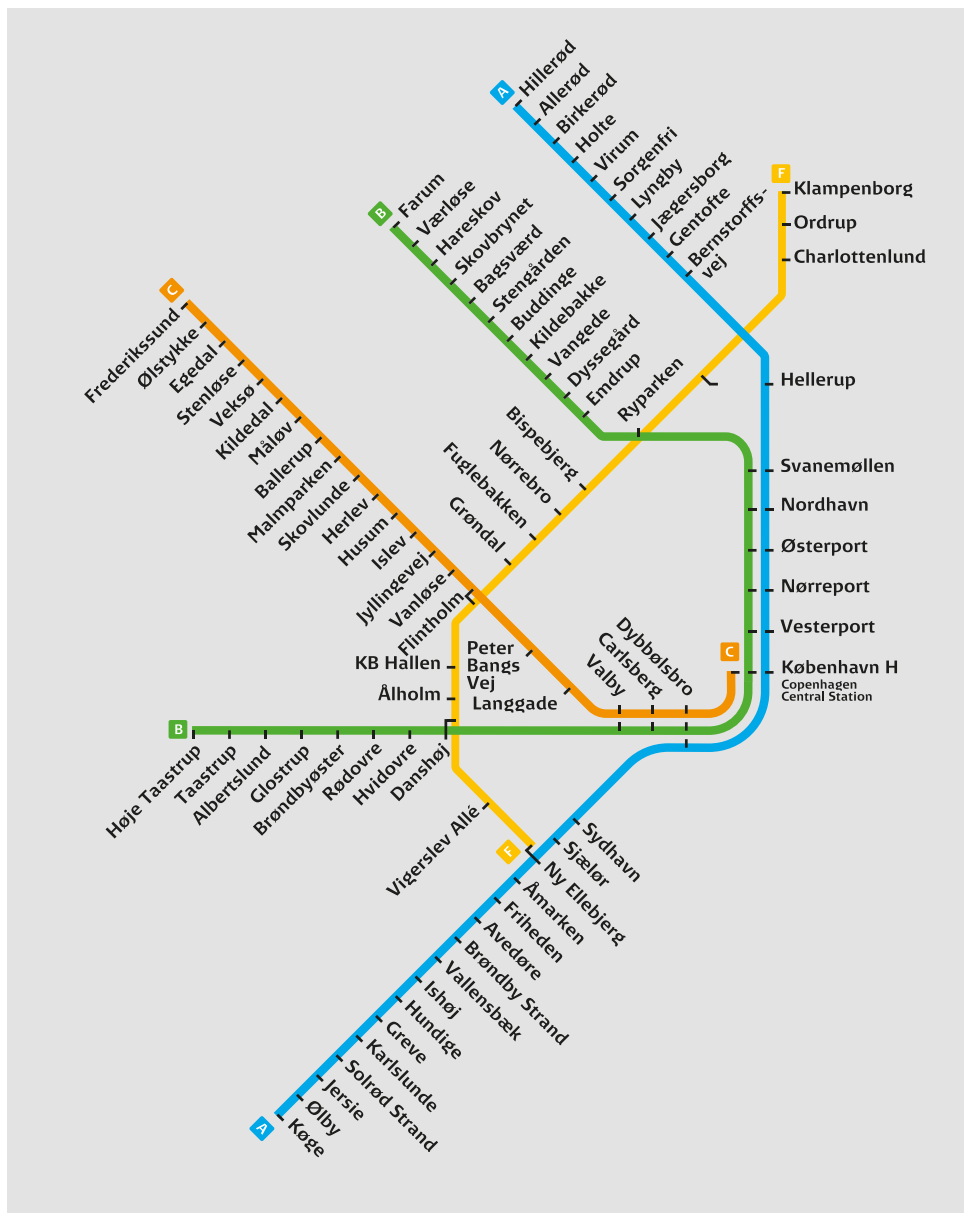 A
Hillerød
Allerød
Birkerød
Holte
Virum
Sorgenfri
Lyngby
Jægersborg
Gentofte
Bernstorffs-
vej
F
Klampenborg
Ordrup
Charlottenlund
B
Farum
Værløse
Hareskov
Skovbrynet
Bagsværd
Stengården
Buddinge
Kildebakke
Vangede
Dyssegård
Emdrup
Ryparken
C
Frederikssund
Ølstykke
Egedal
Stenløse
Veksø
Kildedal
Måløv
Ballerup
Malmparken
Skovlunde
Herlev
Husum
Islev
Jyllingevej
Vanløse
Flintholm
Bispebjerg
Nørrebro
Fuglebakken
Grøndal
Hellerup
Svanemøllen
Nordhavn
Østerport
Nørreport
Vesterport
København H
Copenhagen
Central Station
C
KB Hallen
Ålholm
Peter
Bangs
Vej
Langgade
Valby
Carlsberg
Dybbølsbro
B
Høje Taastrup
Taastrup
Albertslund
Glostrup
Brøndbyøster
Rødovre
Hvidovre
Danshøj
Vigerslev Allé
F
Sydhavn
Sjælør
Ny Ellebjerg
Åmarken
Friheden
Avedøre
Brøndby Strand
Vallensbæk
Ishøj
Hundige
Greve
Karlslunde
Solrød Strand
Jersie
Ølby
Køge
A